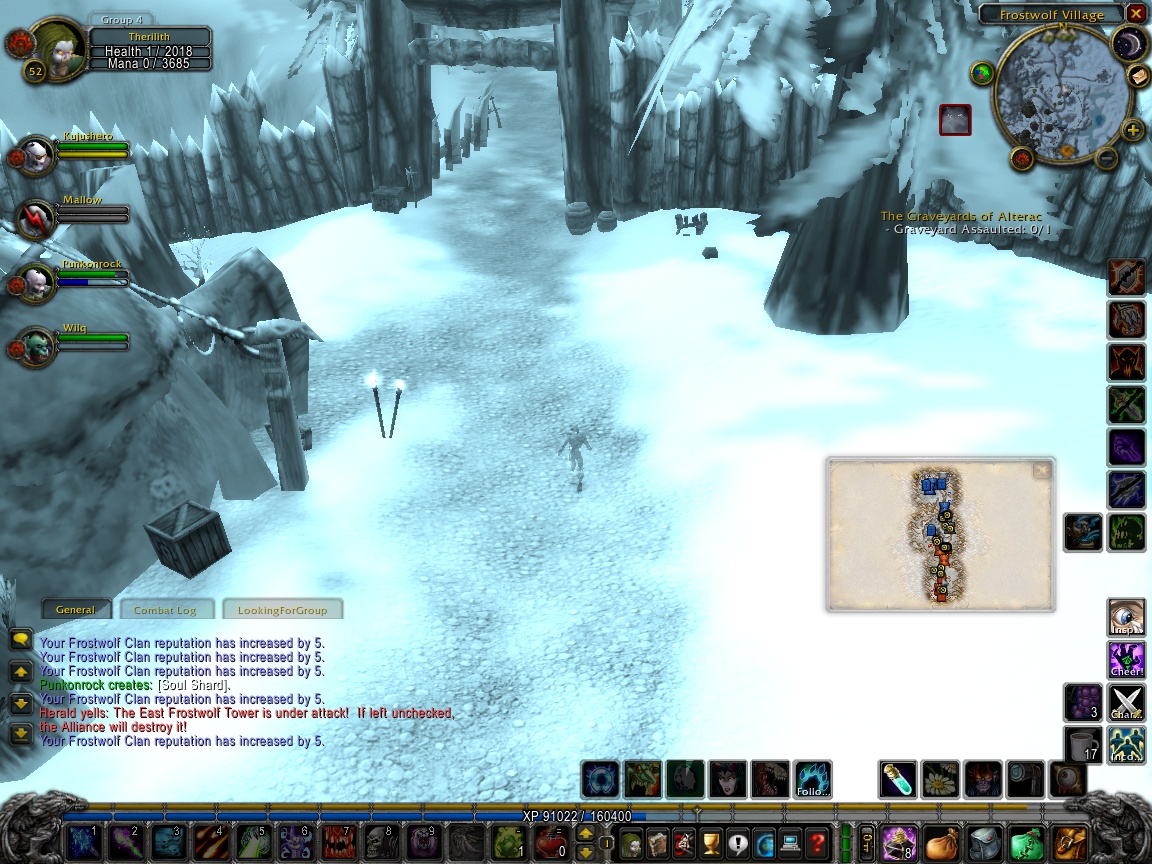 Group 4
Therilith
Health 1 / 2018
Mana 0 / 3685
52
Frostwolf Village
Kujushero
Mallow
Punkonrock
Wilq
The Graveyards of Alterac
- Graveyard Assaulted: 0/1
General
Combat Log
LookingForGroup
Your Frostwolf Clan reputation has increased by 5.
Your Frostwolf Clan reputation has increased by 5.
Your Frostwolf Clan reputation has increased by 5.
Punkonrock creates: [Soul Shard].
Your Frostwolf Clan reputation has increased by 5.
Herald yells: The East Frostwolf Tower is under attack! If left unchecked,
the Alliance will destroy it!
Your Frostwolf Clan reputation has increased by 5.
Insp...
Cheer!
3
Char...
17
Follo...
XP 91022 / 160400
1
2
3
4
5
6
7
8
9
1
0
1
8